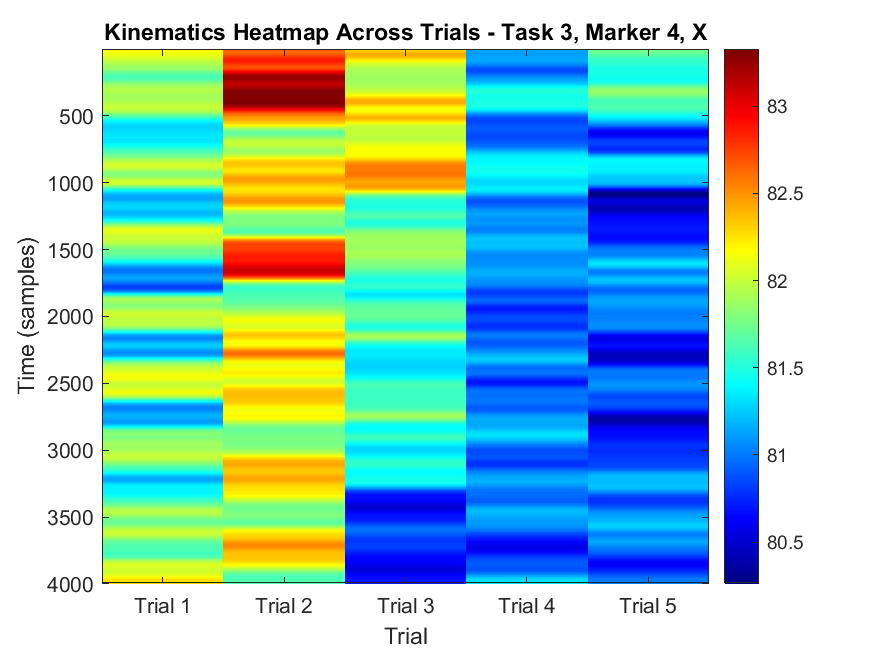 Kinematics Heatmap Across Trials - Task 3, Marker 4, X
Time (samples)
500
1000
1500
2000
2500
3000
3500
4000
Trial 1
Trial 2
Trial 3
Trial 4
Trial 5
Trial
83
82.5
82
81.5
81
80.5